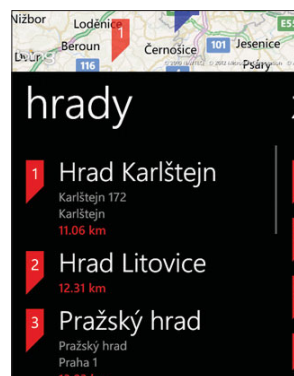 Nižbor
Loděnice
1
Beroun
Černošice
101
Jesenice
116
Psáry
hrady
1
Hrad Karlštejn
Karlštejn 172
Karlštejn
11.06 km
2
Hrad Litovice
12.31 km
3
Pražský hrad
Pražský hrad
Praha 1